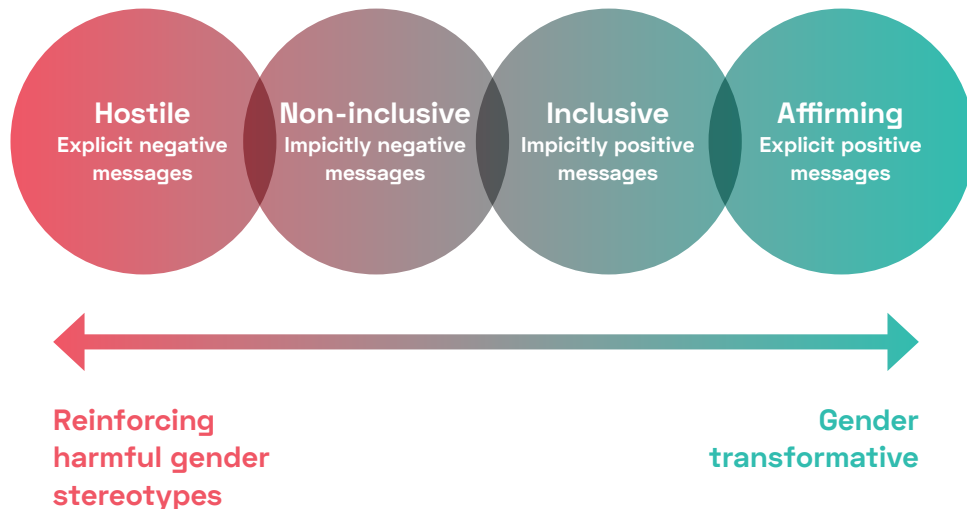 Hostile
Explicit negative
messages
Non-inclusive
Impicitly negative
messages
Inclusive
Impicitly positive
messages
Affirming
Explicit positive
messages
Reinforcing
harmful gender
stereotypes
Gender
transformative